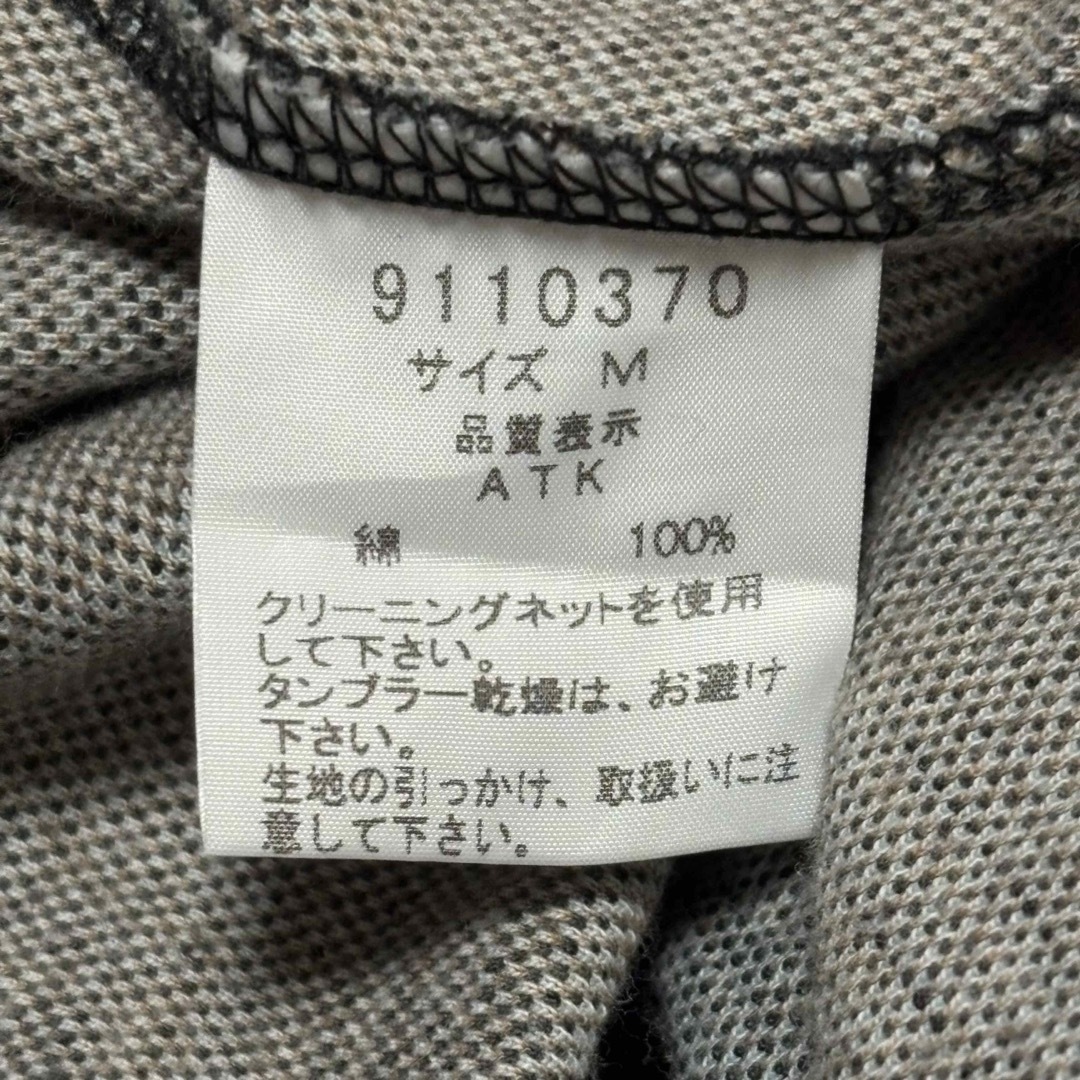 9110370
サイズ M
品質表示
ATK
綿 100%
クリーニングネットを使用
して下さい。
タンブラー乾燥は、お避け
下さい。
生地の引っかけ、取扱いに注
意して下さい。